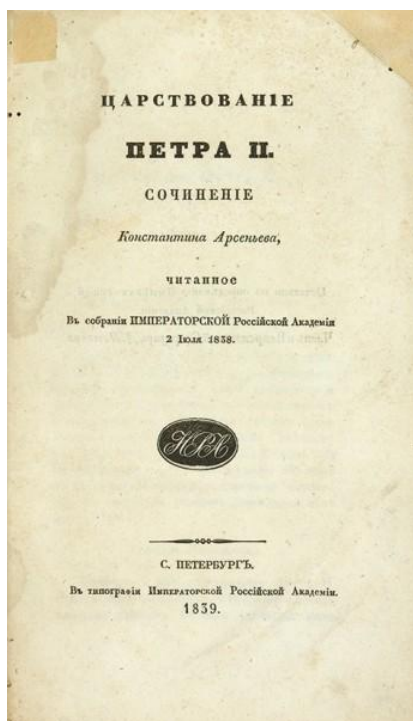 ЦАРСТВОВАНІЕ
ПЕТРА II.
СОЧИНЕНІЕ
Константина Арсеньева,
ЧИТАННОЕ
Въ собраніи ИМПЕРАТОРСКОЙ Россійской Академіи
2 Іюля 1838.
ИРА
С. ПЕТЕРБУРГЪ.
Въ типографіи Императорской Россійской Академіи.
1839.